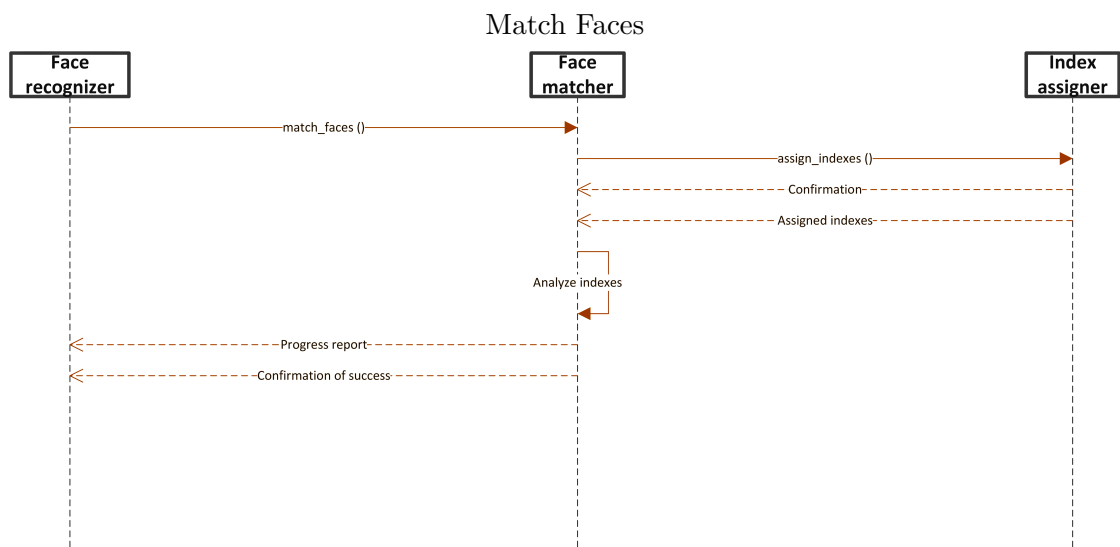 Match Faces
Face
recognizer
Face
matcher
Index
assigner
match_faces ()
assign_indexes ()
Confirmation
Assigned indexes
Analyze indexes
Progress report
Confirmation of success